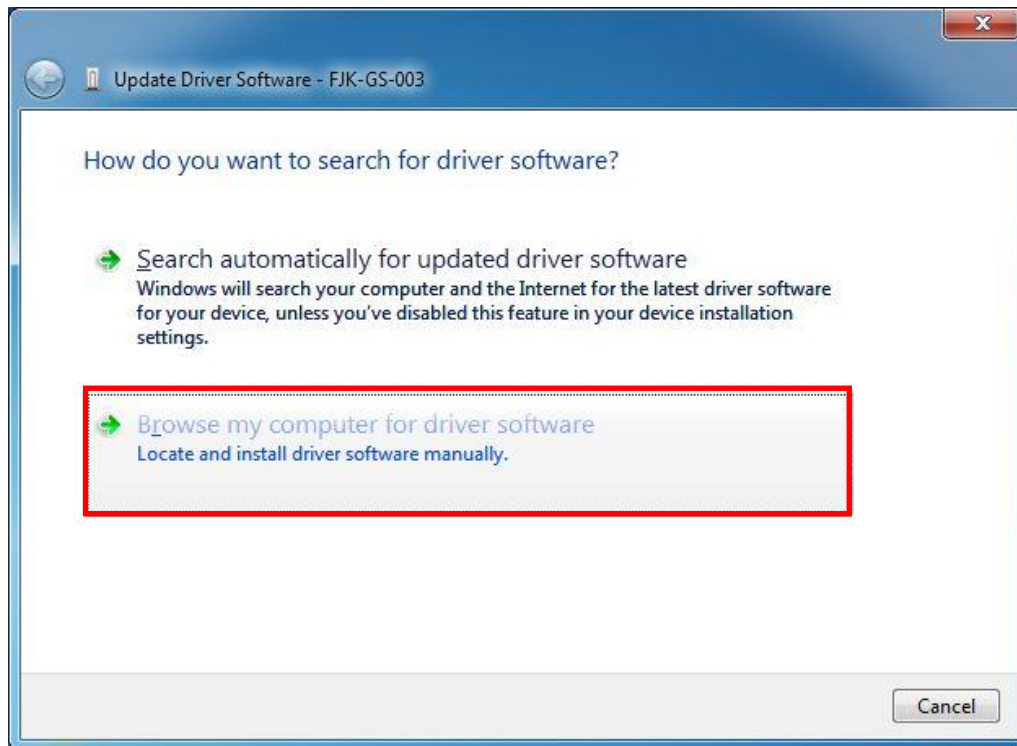 X
Update Driver Software - FJK-GS-003
How do you want to search for driver software?
Search automatically for updated driver software
Windows will search your computer and the Internet for the latest driver software
for your device, unless you've disabled this feature in your device installation
settings.
Browse my computer for driver software
Locate and install driver software manually.
Cancel